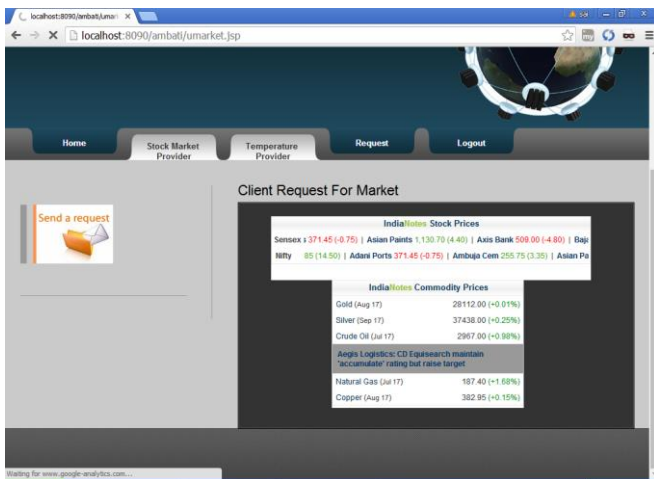 localhost:8090/ambati/uman
localhost:8090/ambati/umarket.jsp
Home
Stock Market Provider
Temperature Provider
Request
Logout
Send a request
Client Request For Market
IndiaNotes Stock Prices
Sensex 371.45 (-0.75) | Asian Paints 1,130.70 (4.40) | Axis Bank 509.00 (-4.80) | Baja
Nifty 85 (14.50) | Adani Ports 371.45 (-0.75) | Ambuja Cem 255.75 (3.35) | Asian Pa
IndiaNotes Commodity Prices
Gold (Aug 17) 28112.00 (+0.01%)
Silver (Sep 17) 37438.00 (+0.25%)
Crude Oil (Jul 17) 2967.00 (+0.98%)
Aegis Logistics: CD Equisearch maintain
'accumulate' rating but raise target
Natural Gas (Jul 17) 187.40 (+1.68%)
Copper (Aug 17) 382.95 (+0.15%)
Waiting for www.google-analytics.com...